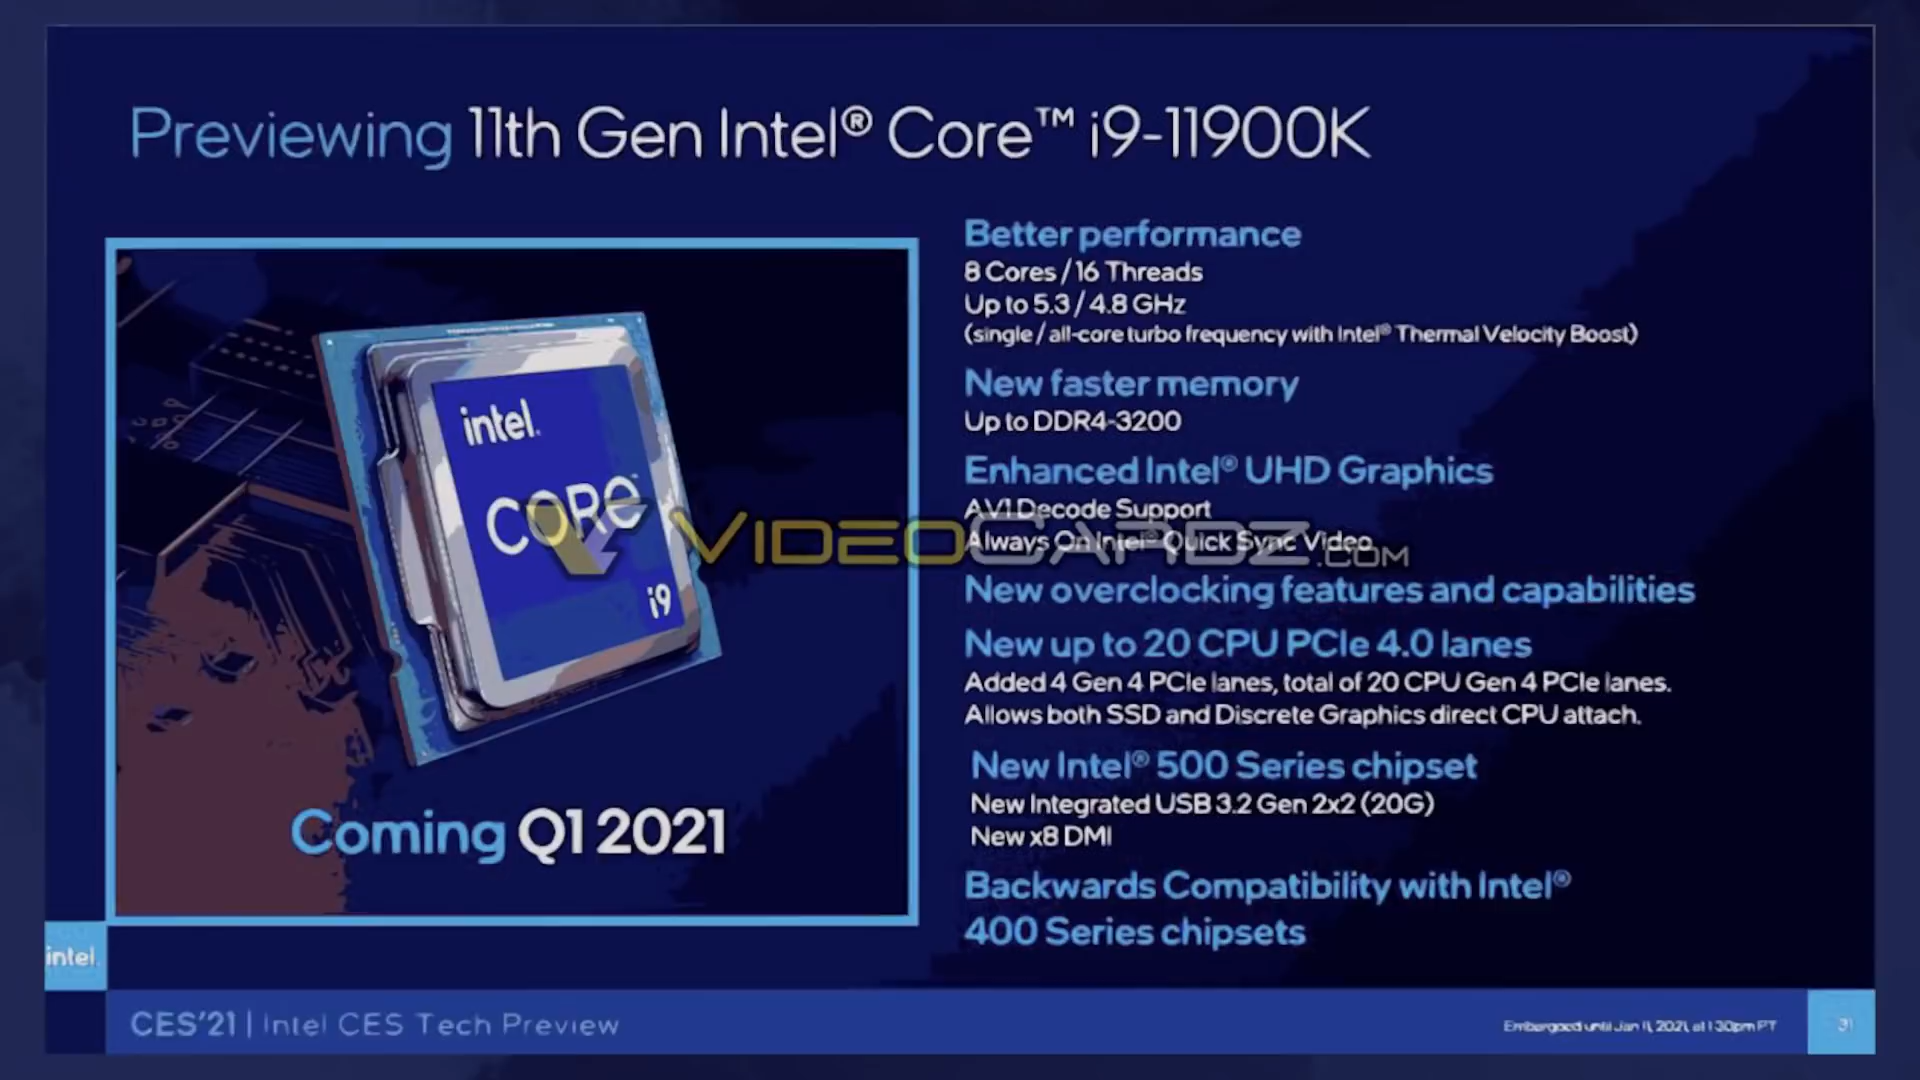 Previewing 11th Gen Intel® Core™ i9-11900K
intel.
CORE™
i9
Coming Q1 2021
Better performance
8 Cores / 16 Threads
Up to 5.3 / 4.8 GHz
(single / all-core turbo frequency with Intel® Thermal Velocity Boost)
New faster memory
Up to DDR4-3200
Enhanced Intel® UHD Graphics
AV1 Decode Support
Always On Intel® Quick Sync Video
VIDEOCARDZ.COM
New overclocking features and capabilities
New up to 20 CPU PCIe 4.0 lanes
Added 4 Gen 4 PCIe lanes, total of 20 CPU Gen 4 PCIe lanes.
Allows both SSD and Discrete Graphics direct CPU attach.
New Intel® 500 Series chipset
New Integrated USB 3.2 Gen 2x2 (20G)
New x8 DMI
Backwards Compatibility with Intel®
400 Series chipsets
intel.
CES'21 | Intel CES Tech Preview
Embargoed until Jan 11, 2021, at 1:30pm PT
31